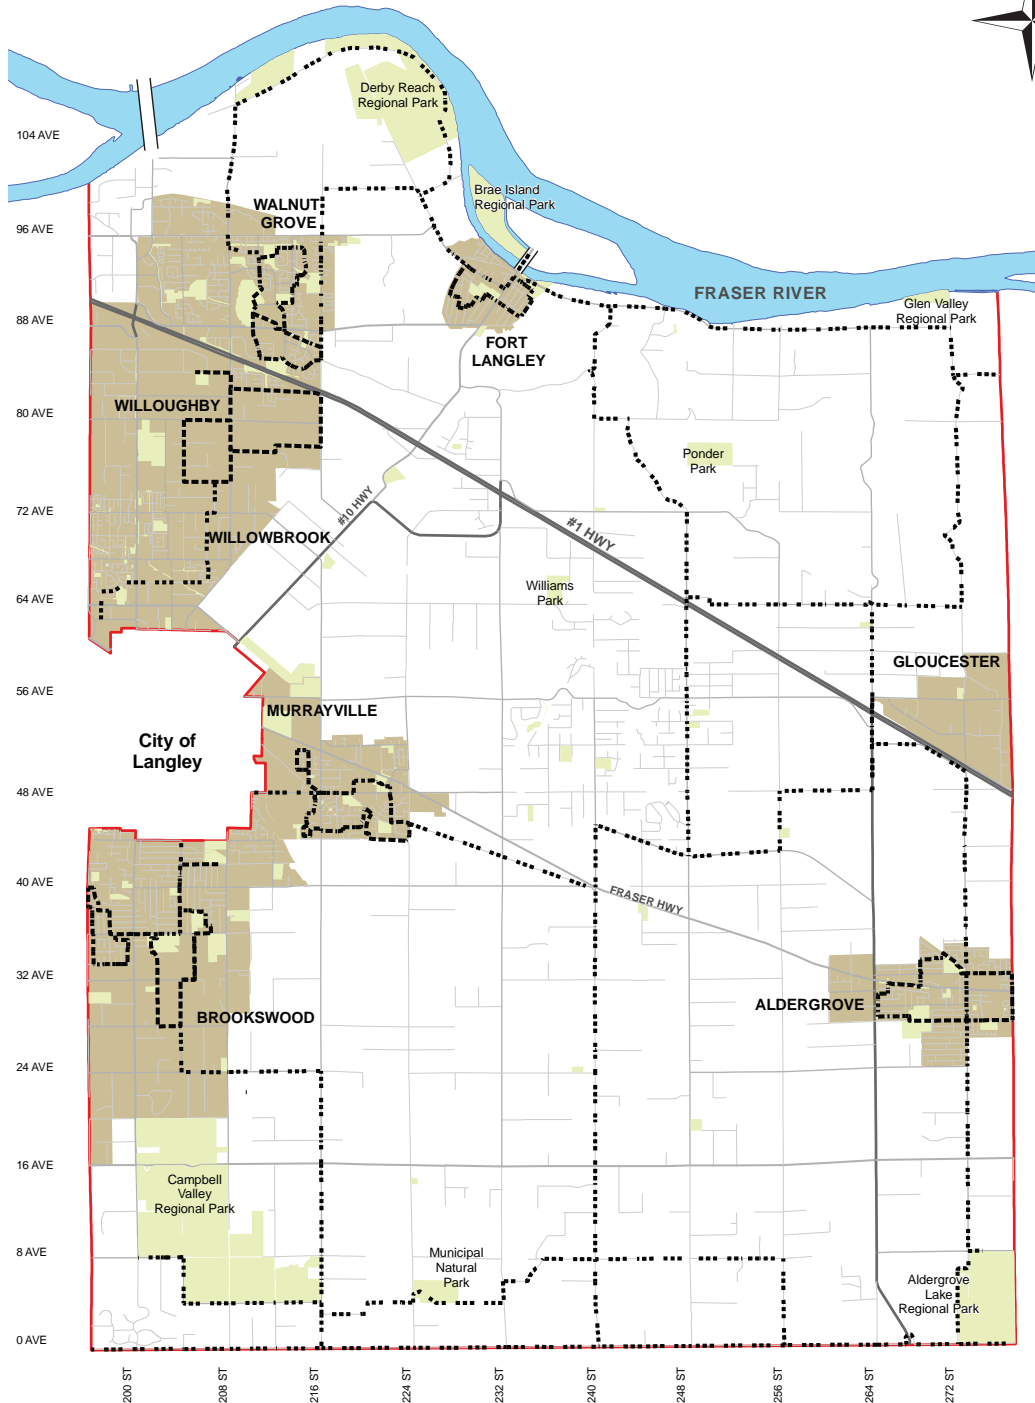 Derby Reach
Regional Park
104 AVE
Brae Island
Regional Park
WALNUT
GROVE
96 AVE
FRASER RIVER
Glen Valley
Regional Park
88 AVE
FORT
LANGLEY
WILLOUGHBY
80 AVE
Ponder
Park
#10 HWY
72 AVE
#1 HWY
WILLOWBROOK
Williams
Park
64 AVE
GLOUCESTER
56 AVE
MURRAYVILLE
City of
Langley
48 AVE
40 AVE
FRASER HWY
32 AVE
ALDERGROVE
BROOKSWOOD
24 AVE
16 AVE
Campbell
Valley
Regional Park
8 AVE
Municipal
Natural
Park
Aldergrove
Lake
Regional Park
0 AVE
200 ST
208 ST
216 ST
224 ST
232 ST
240 ST
248 ST
256 ST
264 ST
272 ST